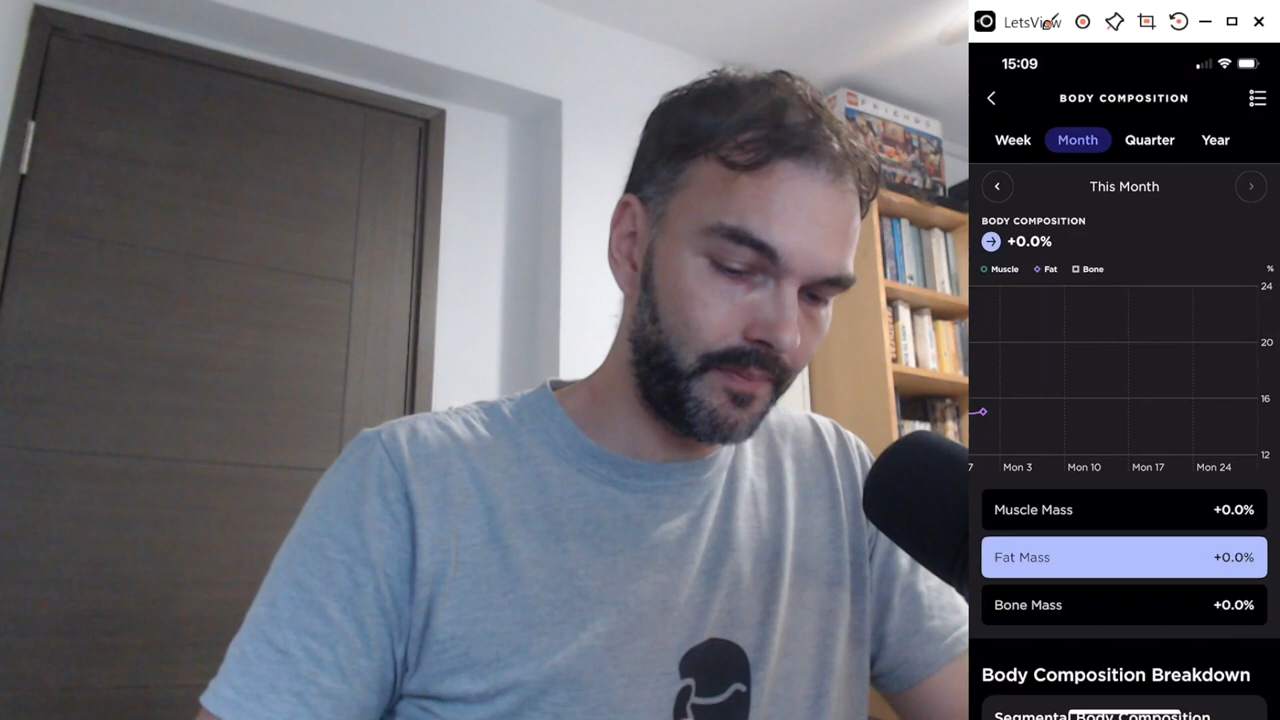 FRIENDS
LetsView
15:09
BODY COMPOSITION
Week Month Quarter Year
This Month
BODY COMPOSITION
+0.0%
Muscle Fat Bone %
24
20
16
12
7 Mon 3 Mon 10 Mon 17 Mon 24
Muscle Mass +0.0%
Fat Mass +0.0%
Bone Mass +0.0%
Body Composition Breakdown
Segmental Body Composition